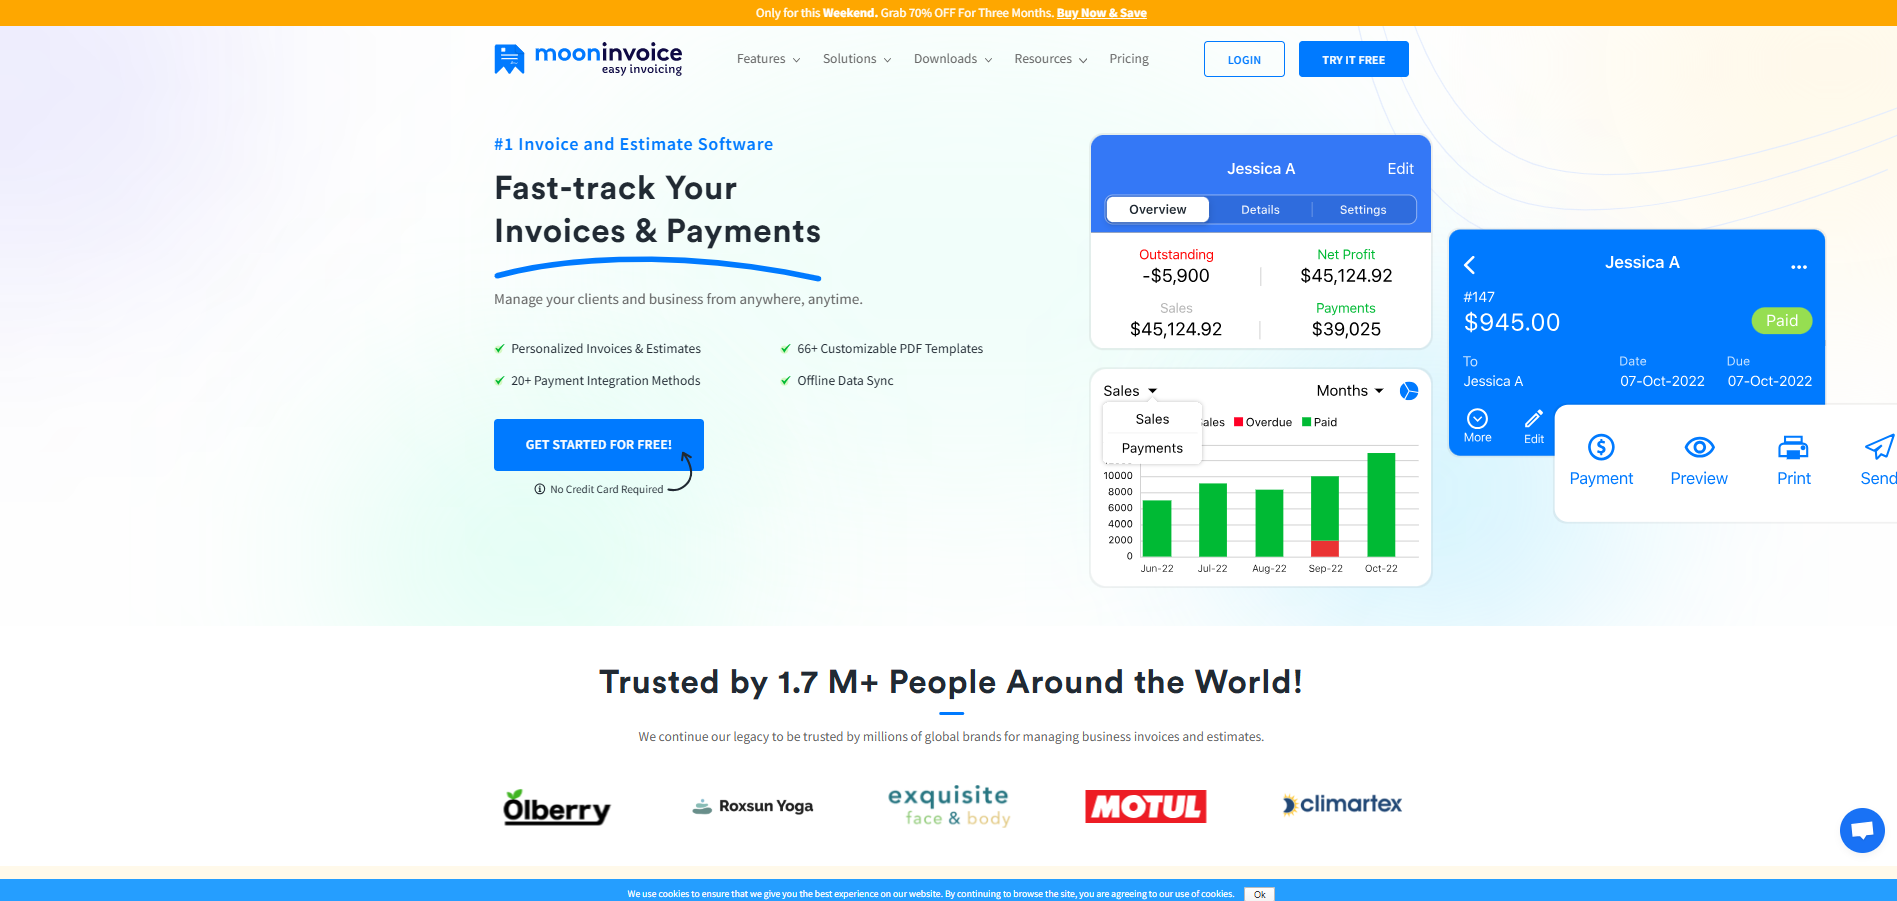 Only for this Weekend. Grab 70% OFF For Three Months. Buy Now & Save
mooninvoice
easy invoicing
Features
Solutions
Downloads
Resources
Pricing
LOGIN
TRY IT FREE
#1 Invoice and Estimate Software
Fast-track Your
Invoices & Payments
Manage your clients and business from anywhere, anytime.
Personalized Invoices & Estimates
66+ Customizable PDF Templates
20+ Payment Integration Methods
Offline Data Sync
GET STARTED FOR FREE!
No Credit Card Required
Jessica A
Edit
Overview
Details
Settings
Outstanding
Net Profit
-$5,900
$45,124.92
Sales
Payments
$45,124.92
$39,025
Sales
Months
Sales
Payments
ales
Overdue
Paid
10000
8000
6000
4000
2000
0
Jun-22
Jul-22
Aug-22
Sep-22
Oct-22
Jessica A
#147
$945.00
Paid
To
Date
Due
Jessica A
07-Oct-2022
07-Oct-2022
More
Edit
Payment
Preview
Print
Send
Trusted by 1.7 M+ People Around the World!
We continue our legacy to be trusted by millions of global brands for managing business invoices and estimates.
Olberry
Roxsun Yoga
exquisite
face & body
MOTUL
climartex
We use cookies to ensure that we give you the best experience on our website. By continuing to browse the site, you are agreeing to our use of cookies.
Ok